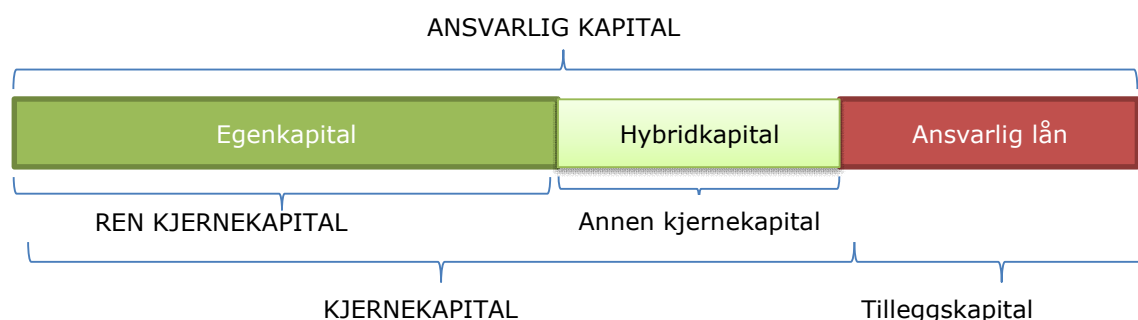 ANSVARLIG KAPITAL
Egenkapital
Hybridkapital
Ansvarlig lån
REN KJERNEKAPITAL
Annen kjernekapital
KJERNEKAPITAL
Tilleggskapital